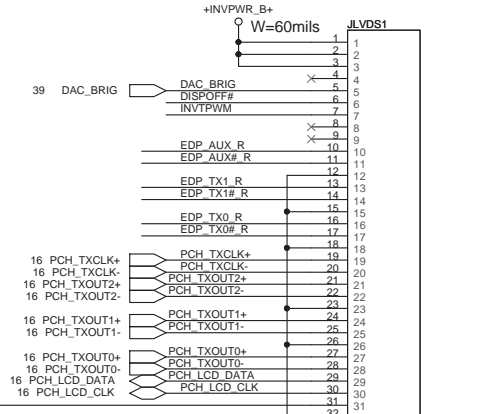 +INVPWR_B+
W=60mils
JLVDS1
1 1
2 2
3 3
4 4
39 DAC_BRIG DAC_BRIG 5 5
DISPOFF# 6 6
INVTPWM 7 7
8 8
9 9
EDP_AUX_R 10 10
EDP_AUX#_R 11 11
12 12
EDP_TX1_R 13 13
EDP_TX1#_R 14 14
15 15
EDP_TX0_R 16 16
EDP_TX0#_R 17 17
18 18
16 PCH_TXCLK+ PCH_TXCLK+ 19 19
16 PCH_TXCLK- PCH_TXCLK- 20 20
16 PCH_TXOUT2+ PCH_TXOUT2+ 21 21
16 PCH_TXOUT2- PCH_TXOUT2- 22 22
23 23
16 PCH_TXOUT1+ PCH_TXOUT1+ 24 24
16 PCH_TXOUT1- PCH_TXOUT1- 25 25
26 26
16 PCH_TXOUT0+ PCH_TXOUT0+ 27 27
16 PCH_TXOUT0- PCH_TXOUT0- 28 28
16 PCH_LCD_DATA PCH_LCD_DATA 29 29
16 PCH_LCD_CLK PCH_LCD_CLK 30 30
31 31
32